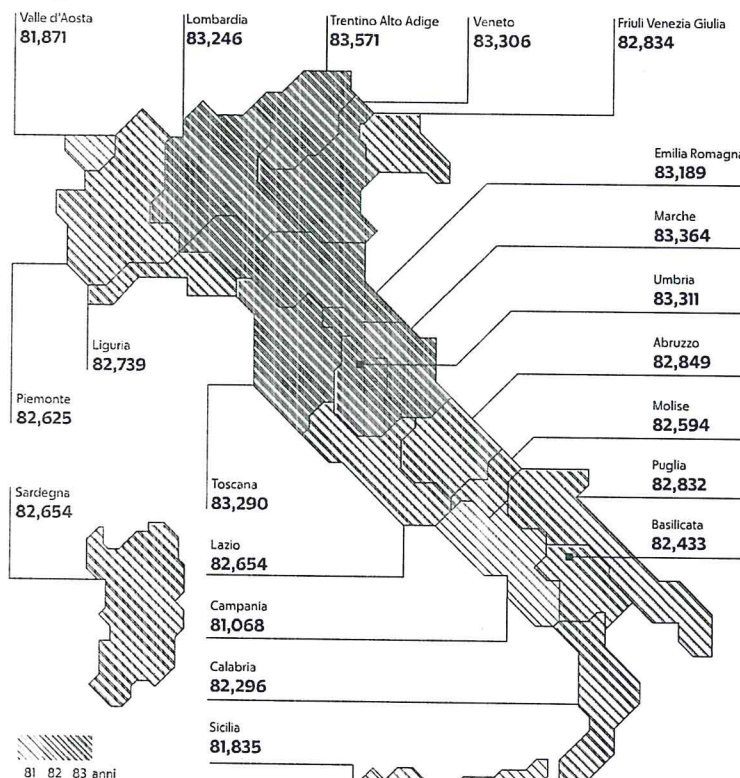 Valle d'Aosta
81,871
Lombardia
83,246
Trentino Alto Adige
83,571
Veneto
83,306
Friuli Venezia Giulia
82,834
Emilia Romagna
83,189
Marche
83,364
Umbria
83,311
Abruzzo
82,849
Molise
82,594
Puglia
82,832
Basilicata
82,433
Liguria
82,739
Piemonte
82,625
Sardegna
82,654
Toscana
83,290
Lazio
82,654
Campania
81,068
Calabria
82,296
Sicilia
81,835
81 82 83 anni